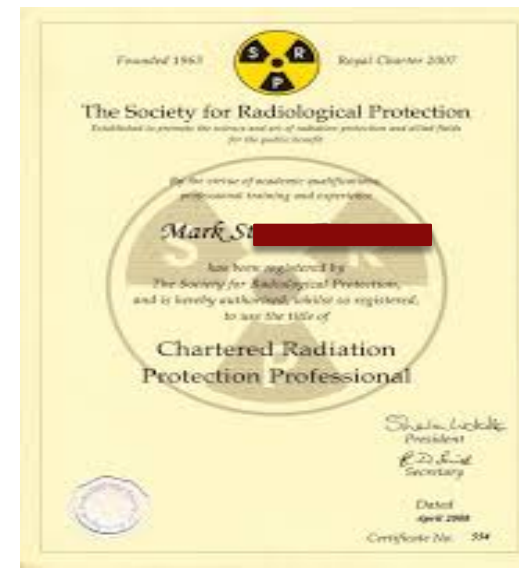 Founded 1963
S R P
Royal Charter 2007
The Society for Radiological Protection
Established to promote the science and art of radiation protection and allied fields
for the public benefit
By the virtue of academic qualifications
professional training and experience
Mark St
has been registered by
The Society for Radiological Protection,
and is hereby authorised, whilst so registered,
to use the title of
Chartered Radiation
Protection Professional
President
Secretary
Dated
April 2008
Certificate No. 554